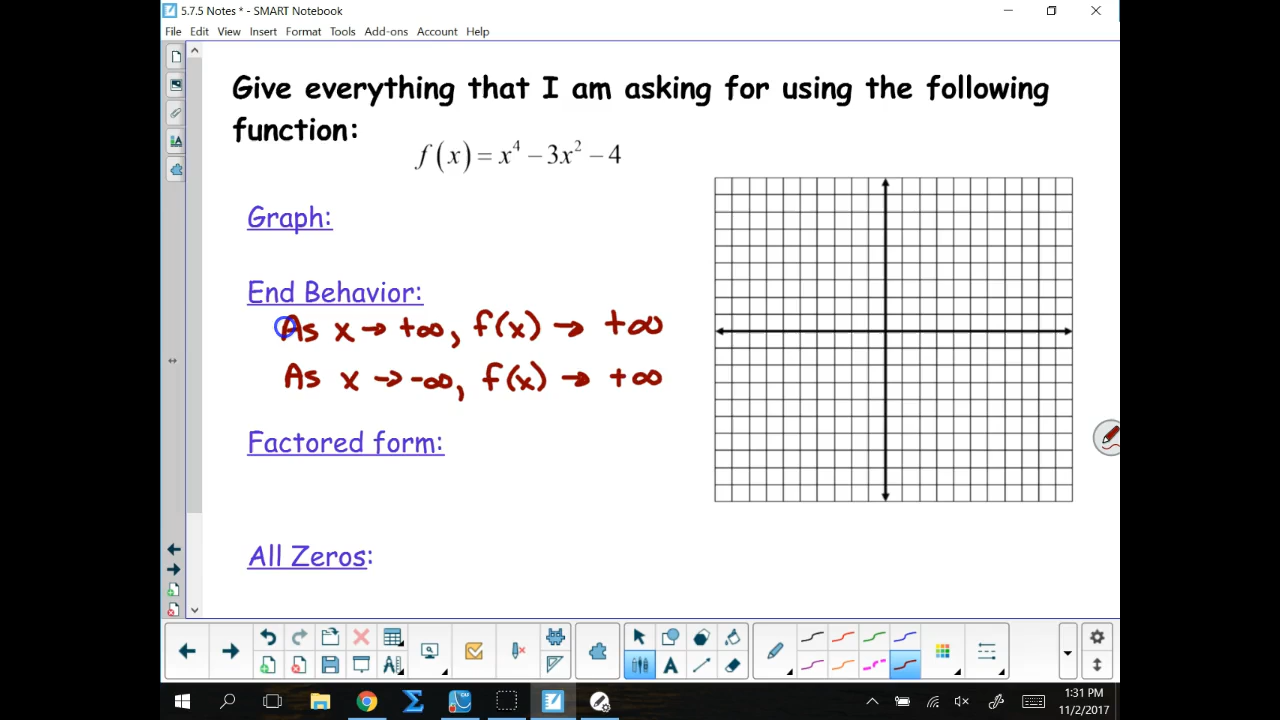 5.7.5 Notes * - SMART Notebook
File Edit View Insert Format Tools Add-ons Account Help
Give everything that I am asking for using the following
function:
f(x) = x⁴ − 3x² − 4
Graph:
End Behavior:
As x → +∞, f(x) → +∞
As x → -∞, f(x) → +∞
Factored form:
All Zeros:
1:31 PM
11/2/2017